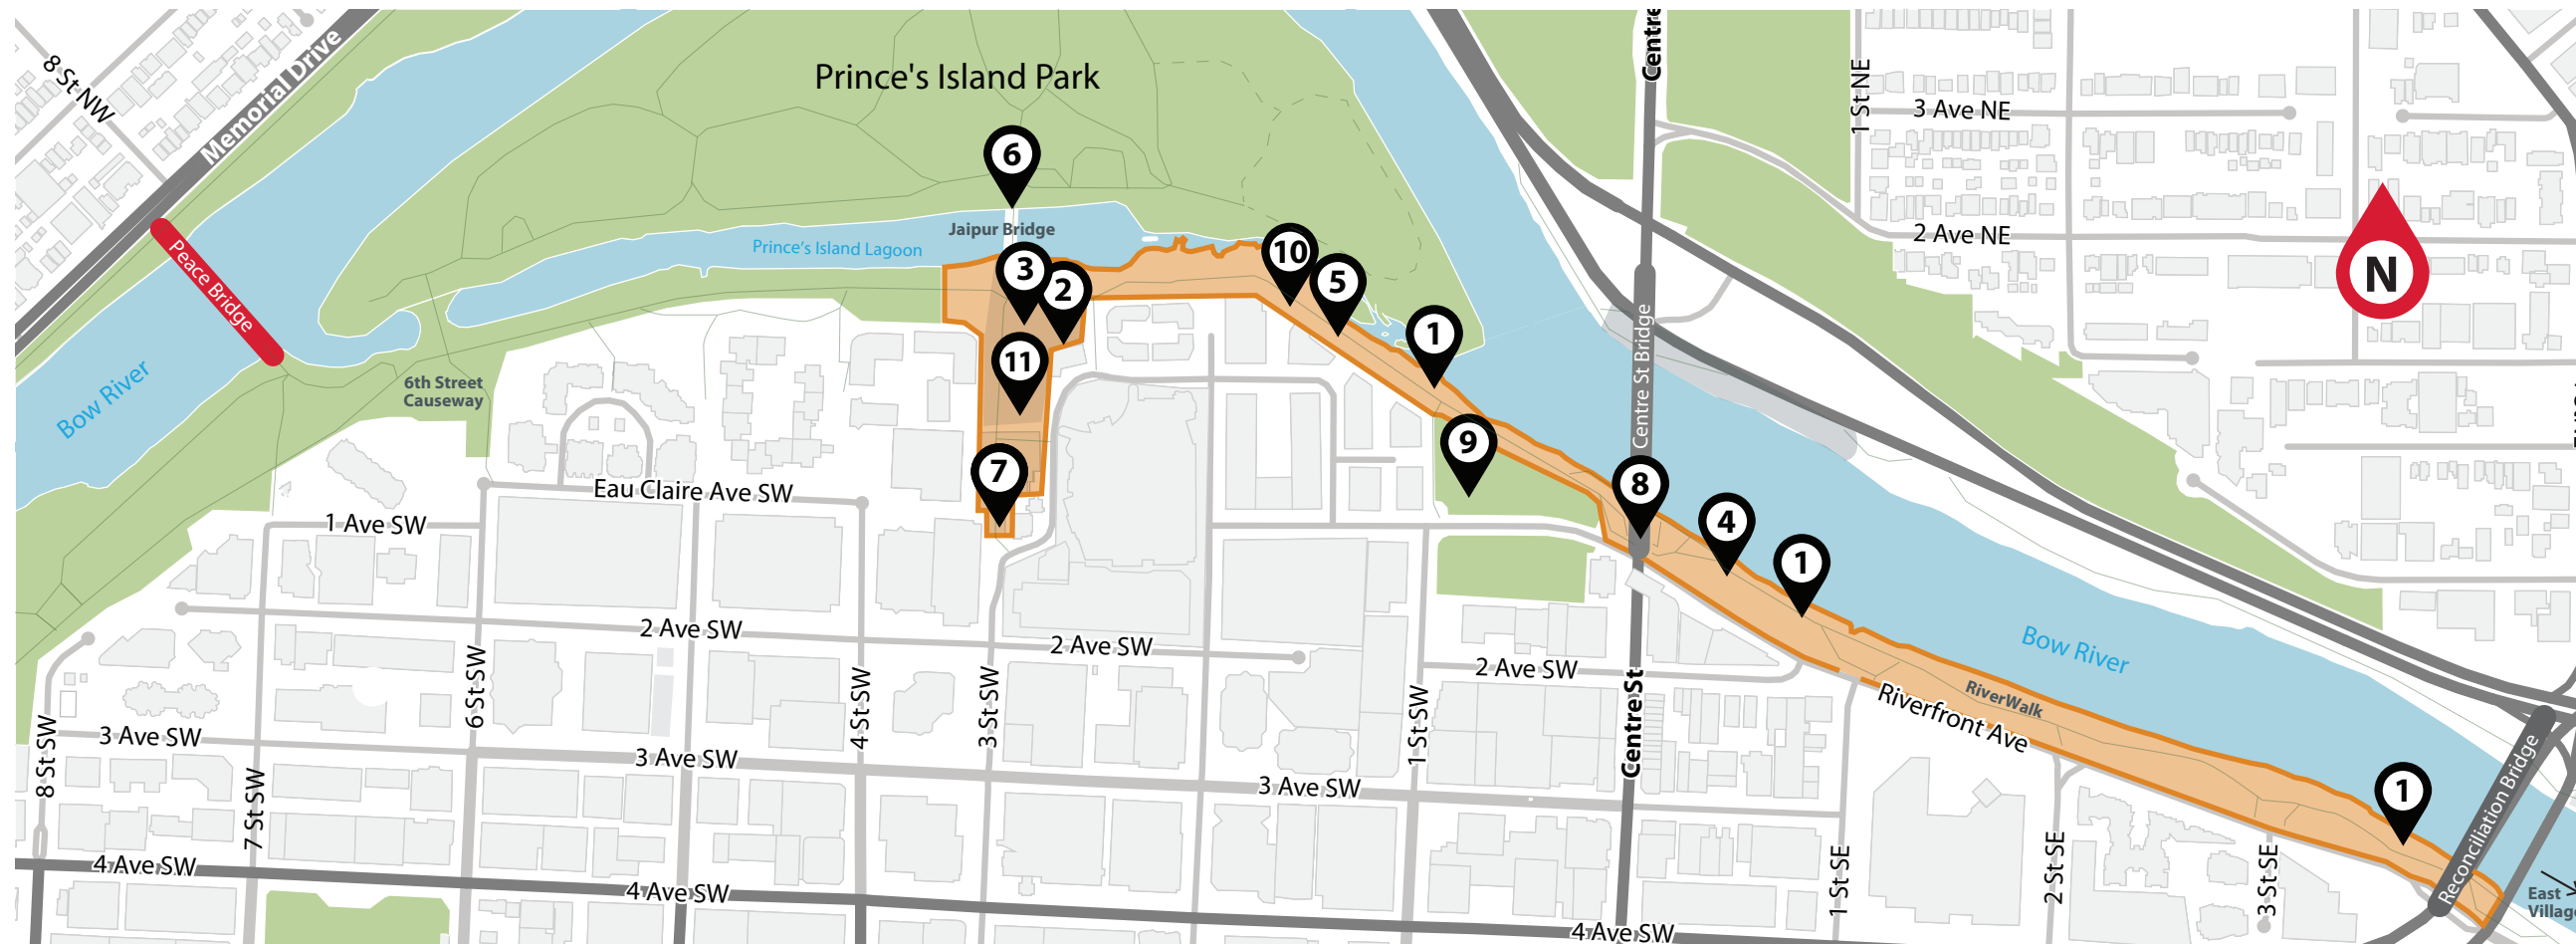 8 St NW
Memorial Drive
Prince's Island Park
Centre
1 St NE
3 Ave NE
6
Jaipur Bridge
Prince's Island Lagoon
2 Ave NE
Peace Bridge
N
10
3
2
5
1
11
Bow River
6th Street
Causeway
Centre St Bridge
9
7
8
4
1
Eau Claire Ave SW
1 Ave SW
2 Ave SW
2 Ave SW
2 Ave SW
Bow River
RiverWalk
Riverfront Ave
6 St SW
4 St SW
3 St SW
1 St SW
Centre St
8 St SW
3 Ave SW
3 Ave SW
3 Ave SW
7 St SW
1
Reconciliation Bridge
1 St SE
2 St SE
3 St SE
4 Ave SW
4 Ave SW
4 Ave SW
East
Village